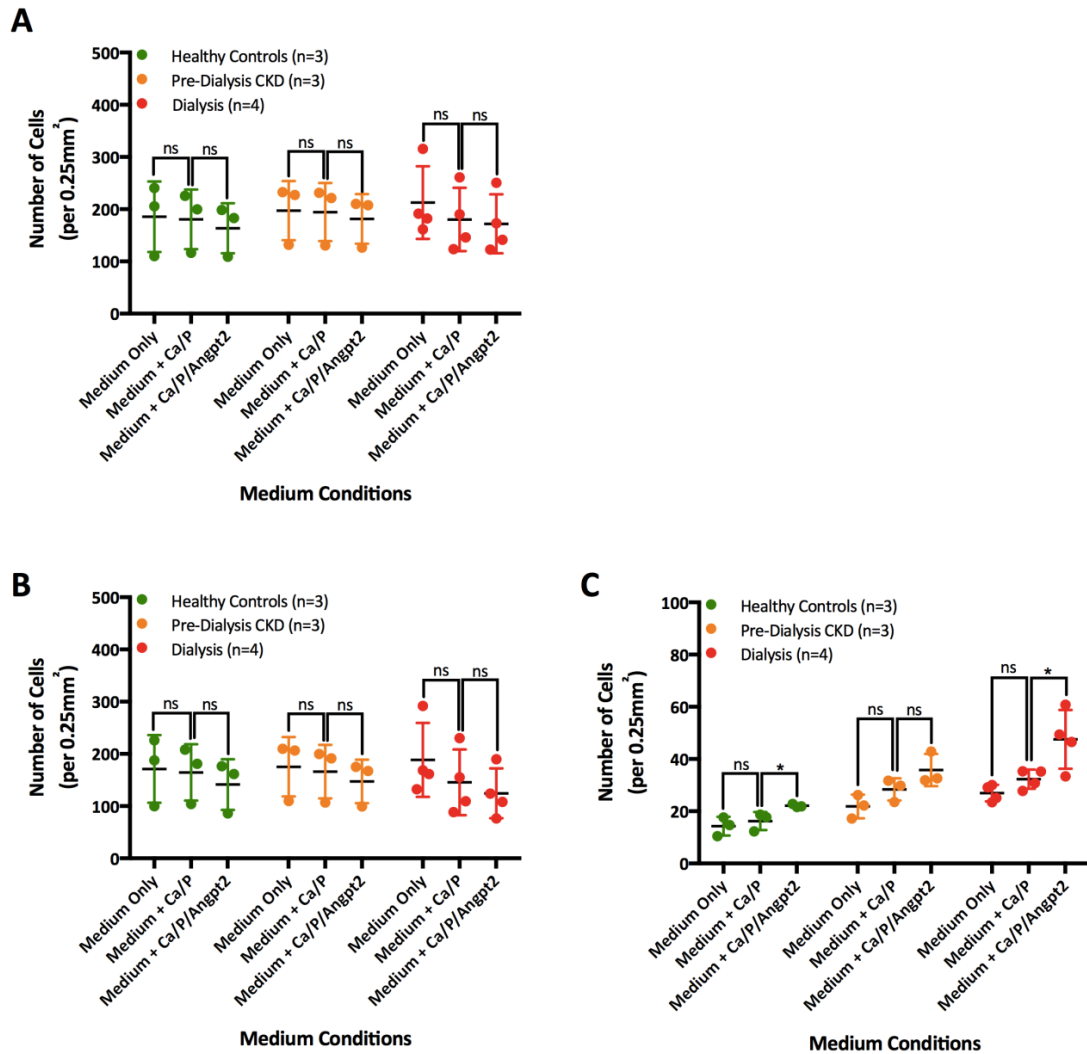 A
500
400
300
200
100
0
Number of Cells
(per 0.25mm²)
Healthy Controls (n=3)
Pre-Dialysis CKD (n=3)
Dialysis (n=4)
ns ns
ns ns
ns ns
Medium Only
Medium + Ca/P
Medium + Ca/P/Angpt2
Medium Only
Medium + Ca/P
Medium + Ca/P/Angpt2
Medium Only
Medium + Ca/P
Medium + Ca/P/Angpt2
Medium Conditions
B
500
400
300
200
100
0
Number of Cells
(per 0.25mm²)
Healthy Controls (n=3)
Pre-Dialysis CKD (n=3)
Dialysis (n=4)
ns ns
ns ns
ns ns
Medium Only
Medium + Ca/P
Medium + Ca/P/Angpt2
Medium Only
Medium + Ca/P
Medium + Ca/P/Angpt2
Medium Only
Medium + Ca/P
Medium + Ca/P/Angpt2
Medium Conditions
C
100
80
60
40
20
0
Number of Cells
(per 0.25mm²)
Healthy Controls (n=3)
Pre-Dialysis CKD (n=3)
Dialysis (n=4)
ns *
ns ns
ns *
Medium Only
Medium + Ca/P
Medium + Ca/P/Angpt2
Medium Only
Medium + Ca/P
Medium + Ca/P/Angpt2
Medium Only
Medium + Ca/P
Medium + Ca/P/Angpt2
Medium Conditions